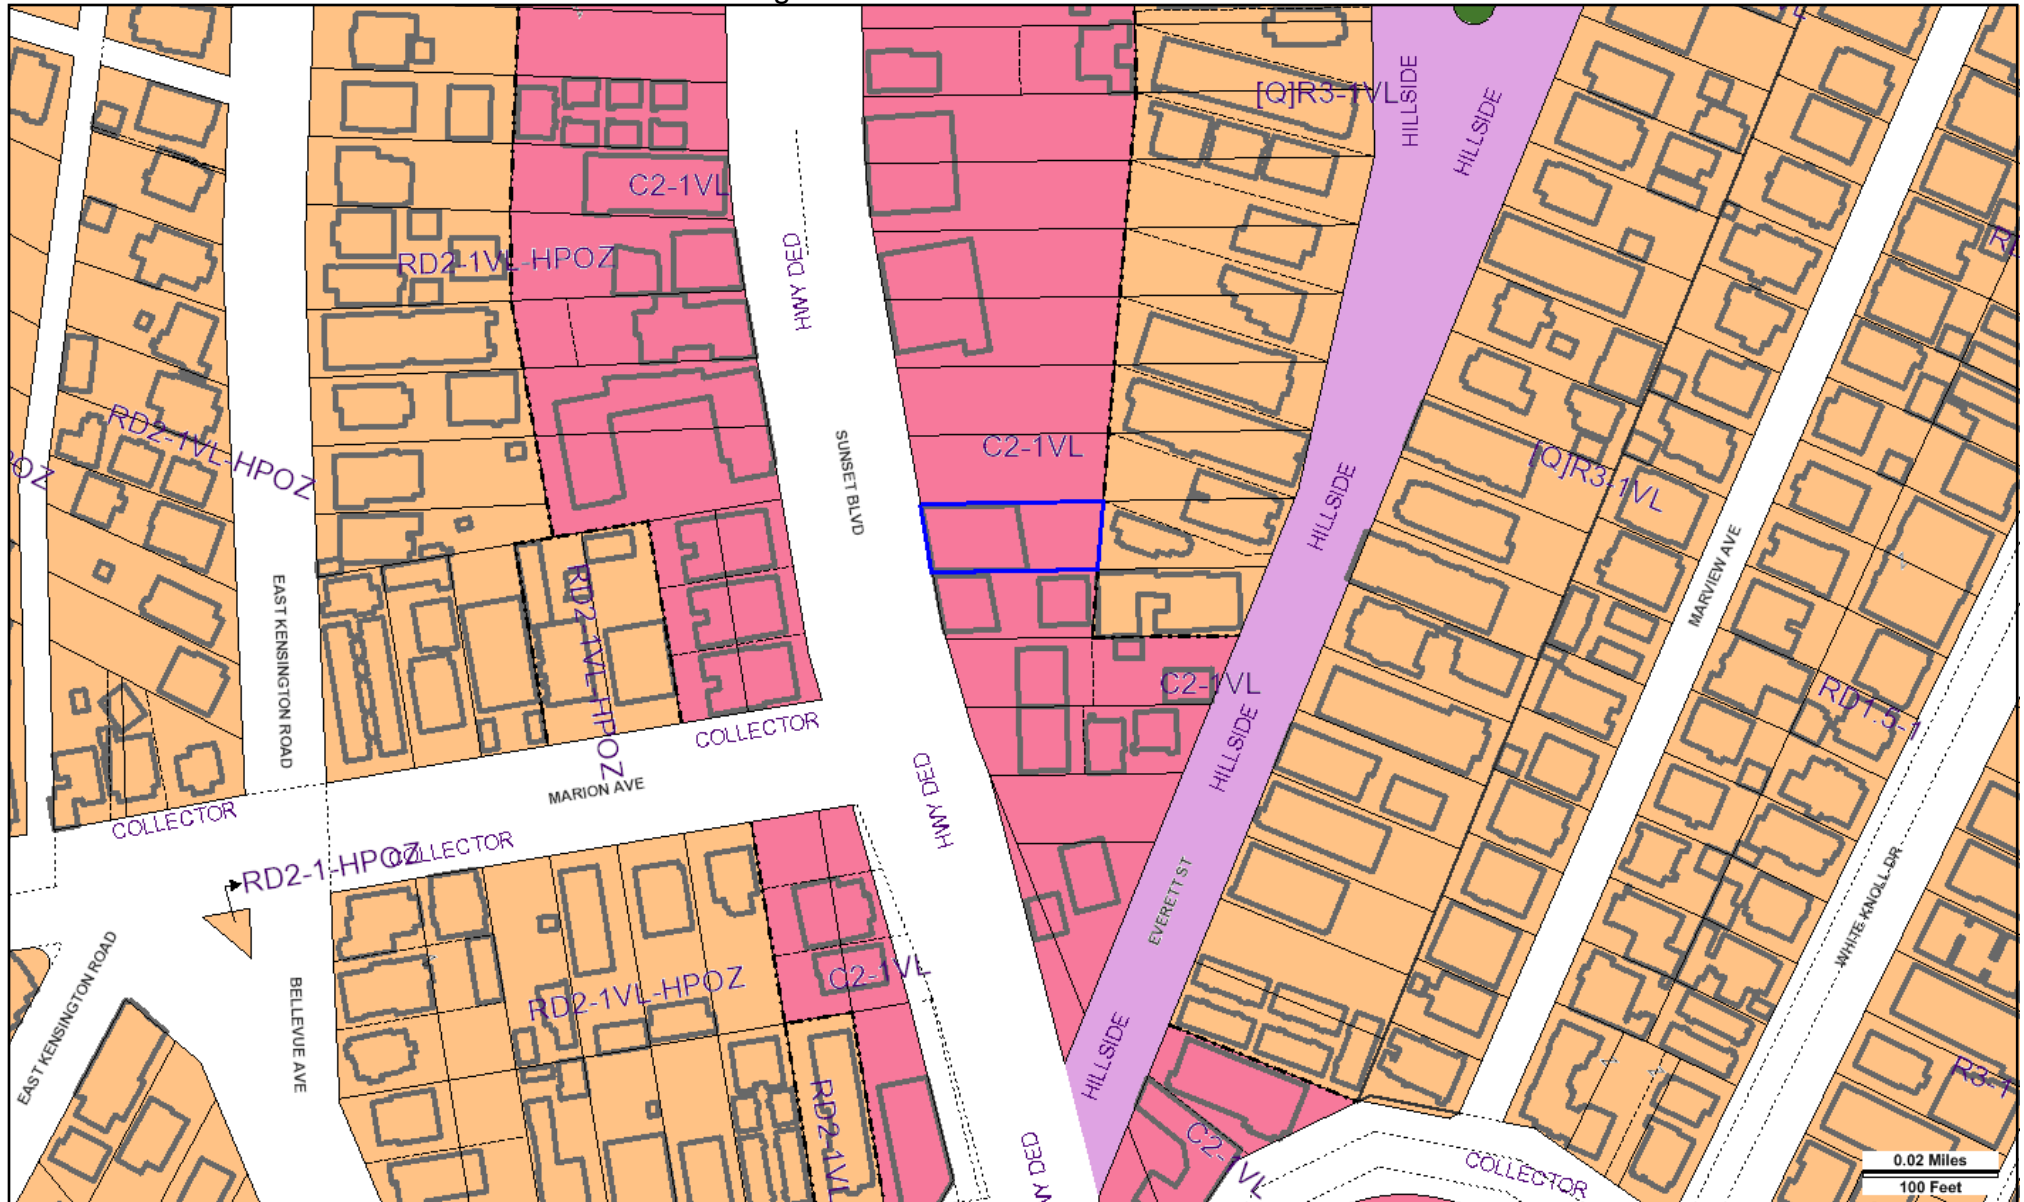 [Q]R3-1VL
HILLSIDE
HILLSIDE
C2-1VL
HWY DED
RD2-1VL-HPOZ
RD2-1VL-HPOZ
SUNSET BLVD
C2-1VL
[Q]R3-1VL
HILLSIDE
MARVIEW AVE
EAST KENSINGTON ROAD
RD2-1VL-HPOZ
C2-1VL
RD1.5-1
HILLSIDE
COLLECTOR
MARION AVE
HWY DED
COLLECTOR
COLLECTOR
RD2-1-HPOZ
EVERETT ST
WHITE KNOLL DR
EAST KENSINGTON ROAD
BELLEVUE AVE
RD2-1VL-HPOZ
C2-1VL
HILLSIDE
RD2-1VL
R3-1
C2-1VL
COLLECTOR
0.02 Miles
100 Feet